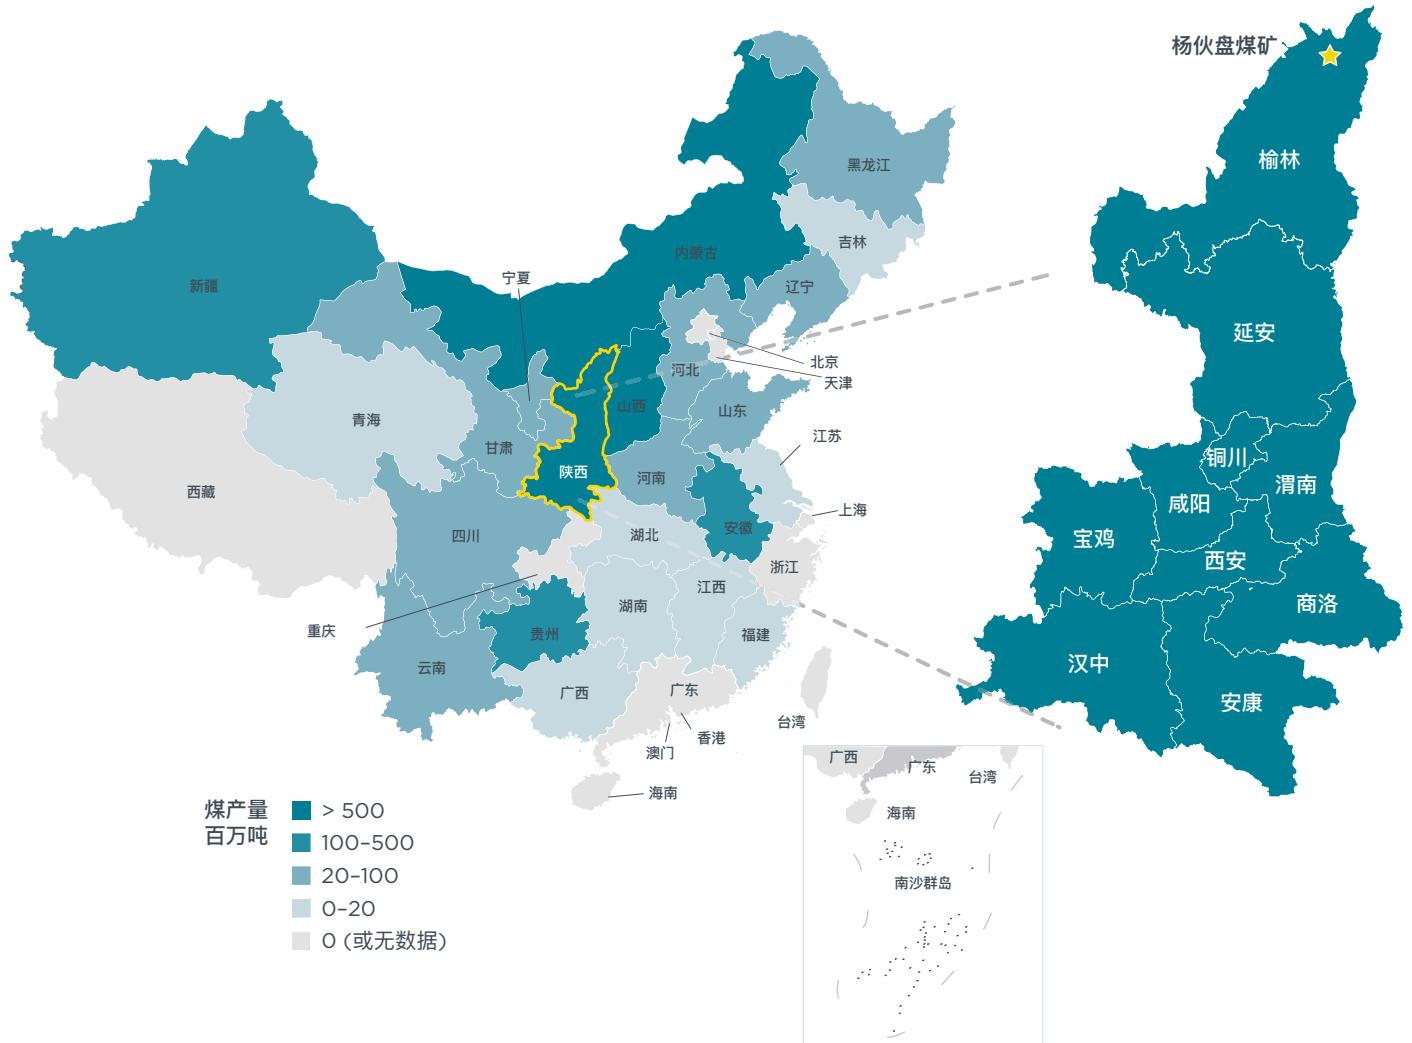 杨伙盘煤矿
榆林
延安
铜川
渭南
咸阳
宝鸡
西安
商洛
汉中
安康
黑龙江
吉林
内蒙古
辽宁
新疆
宁夏
北京
天津
河北
山西
山东
青海
甘肃
陕西
河南
江苏
西藏
四川
湖北
安徽
上海
浙江
江西
湖南
重庆
贵州
福建
云南
广西
广东
台湾
香港
澳门
海南
煤产量
百万吨
> 500
100–500
20–100
0–20
0 (或无数据)
广西
广东
台湾
海南
南沙群岛